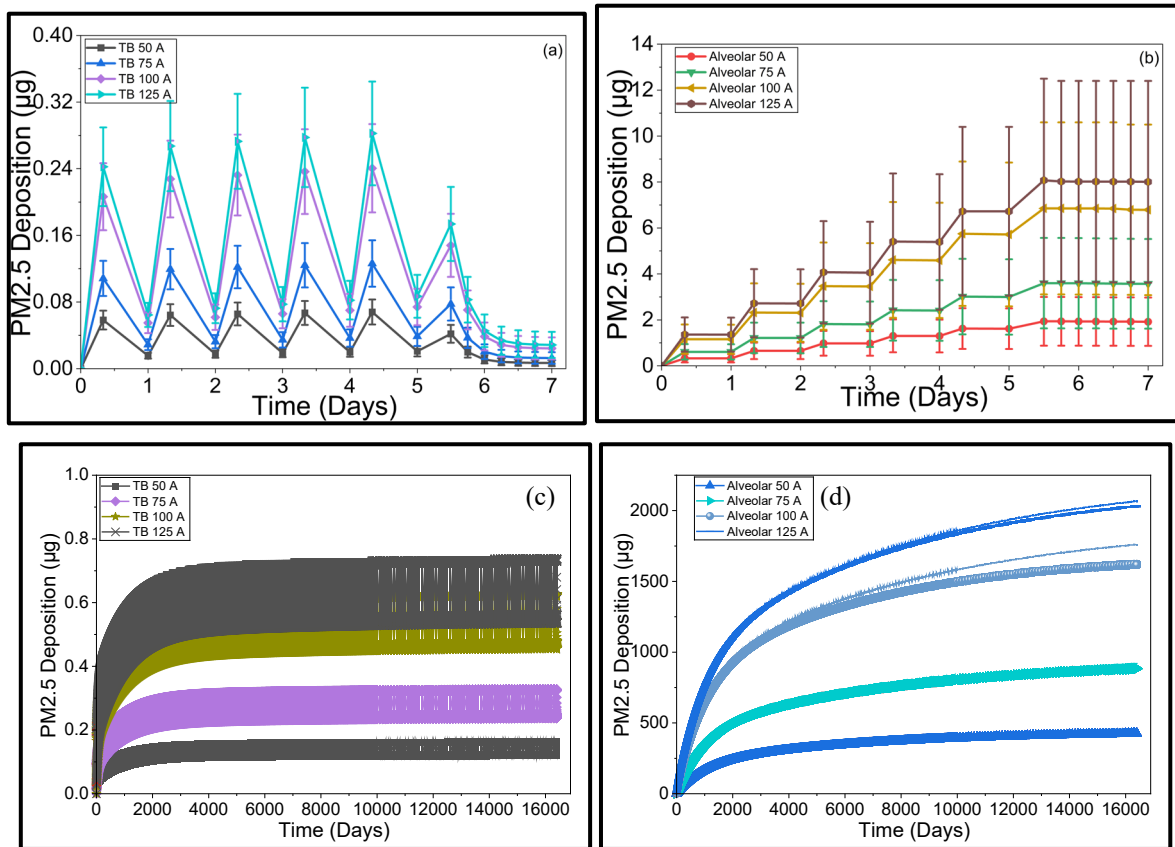 (a)
TB 50 A
TB 75 A
TB 100 A
TB 125 A
PM2.5 Deposition (µg)
0.40
0.32
0.24
0.16
0.08
0.00
0 1 2 3 4 5 6 7
Time (Days)
(b)
Alveolar 50 A
Alveolar 75 A
Alveolar 100 A
Alveolar 125 A
PM2.5 Deposition (µg)
14
12
10
8
6
4
2
0
0 1 2 3 4 5 6 7
Time (Days)
(c)
TB 50 A
TB 75 A
TB 100 A
TB 125 A
PM2.5 Deposition (µg)
1.0
0.8
0.6
0.4
0.2
0.0
0 2000 4000 6000 8000 10000 12000 14000 16000
Time (Days)
(d)
Alveolar 50 A
Alveolar 75 A
Alveolar 100 A
Alveolar 125 A
PM2.5 Deposition (µg)
2000
1500
1000
500
0
0 2000 4000 6000 8000 10000 12000 14000 16000
Time (Days)